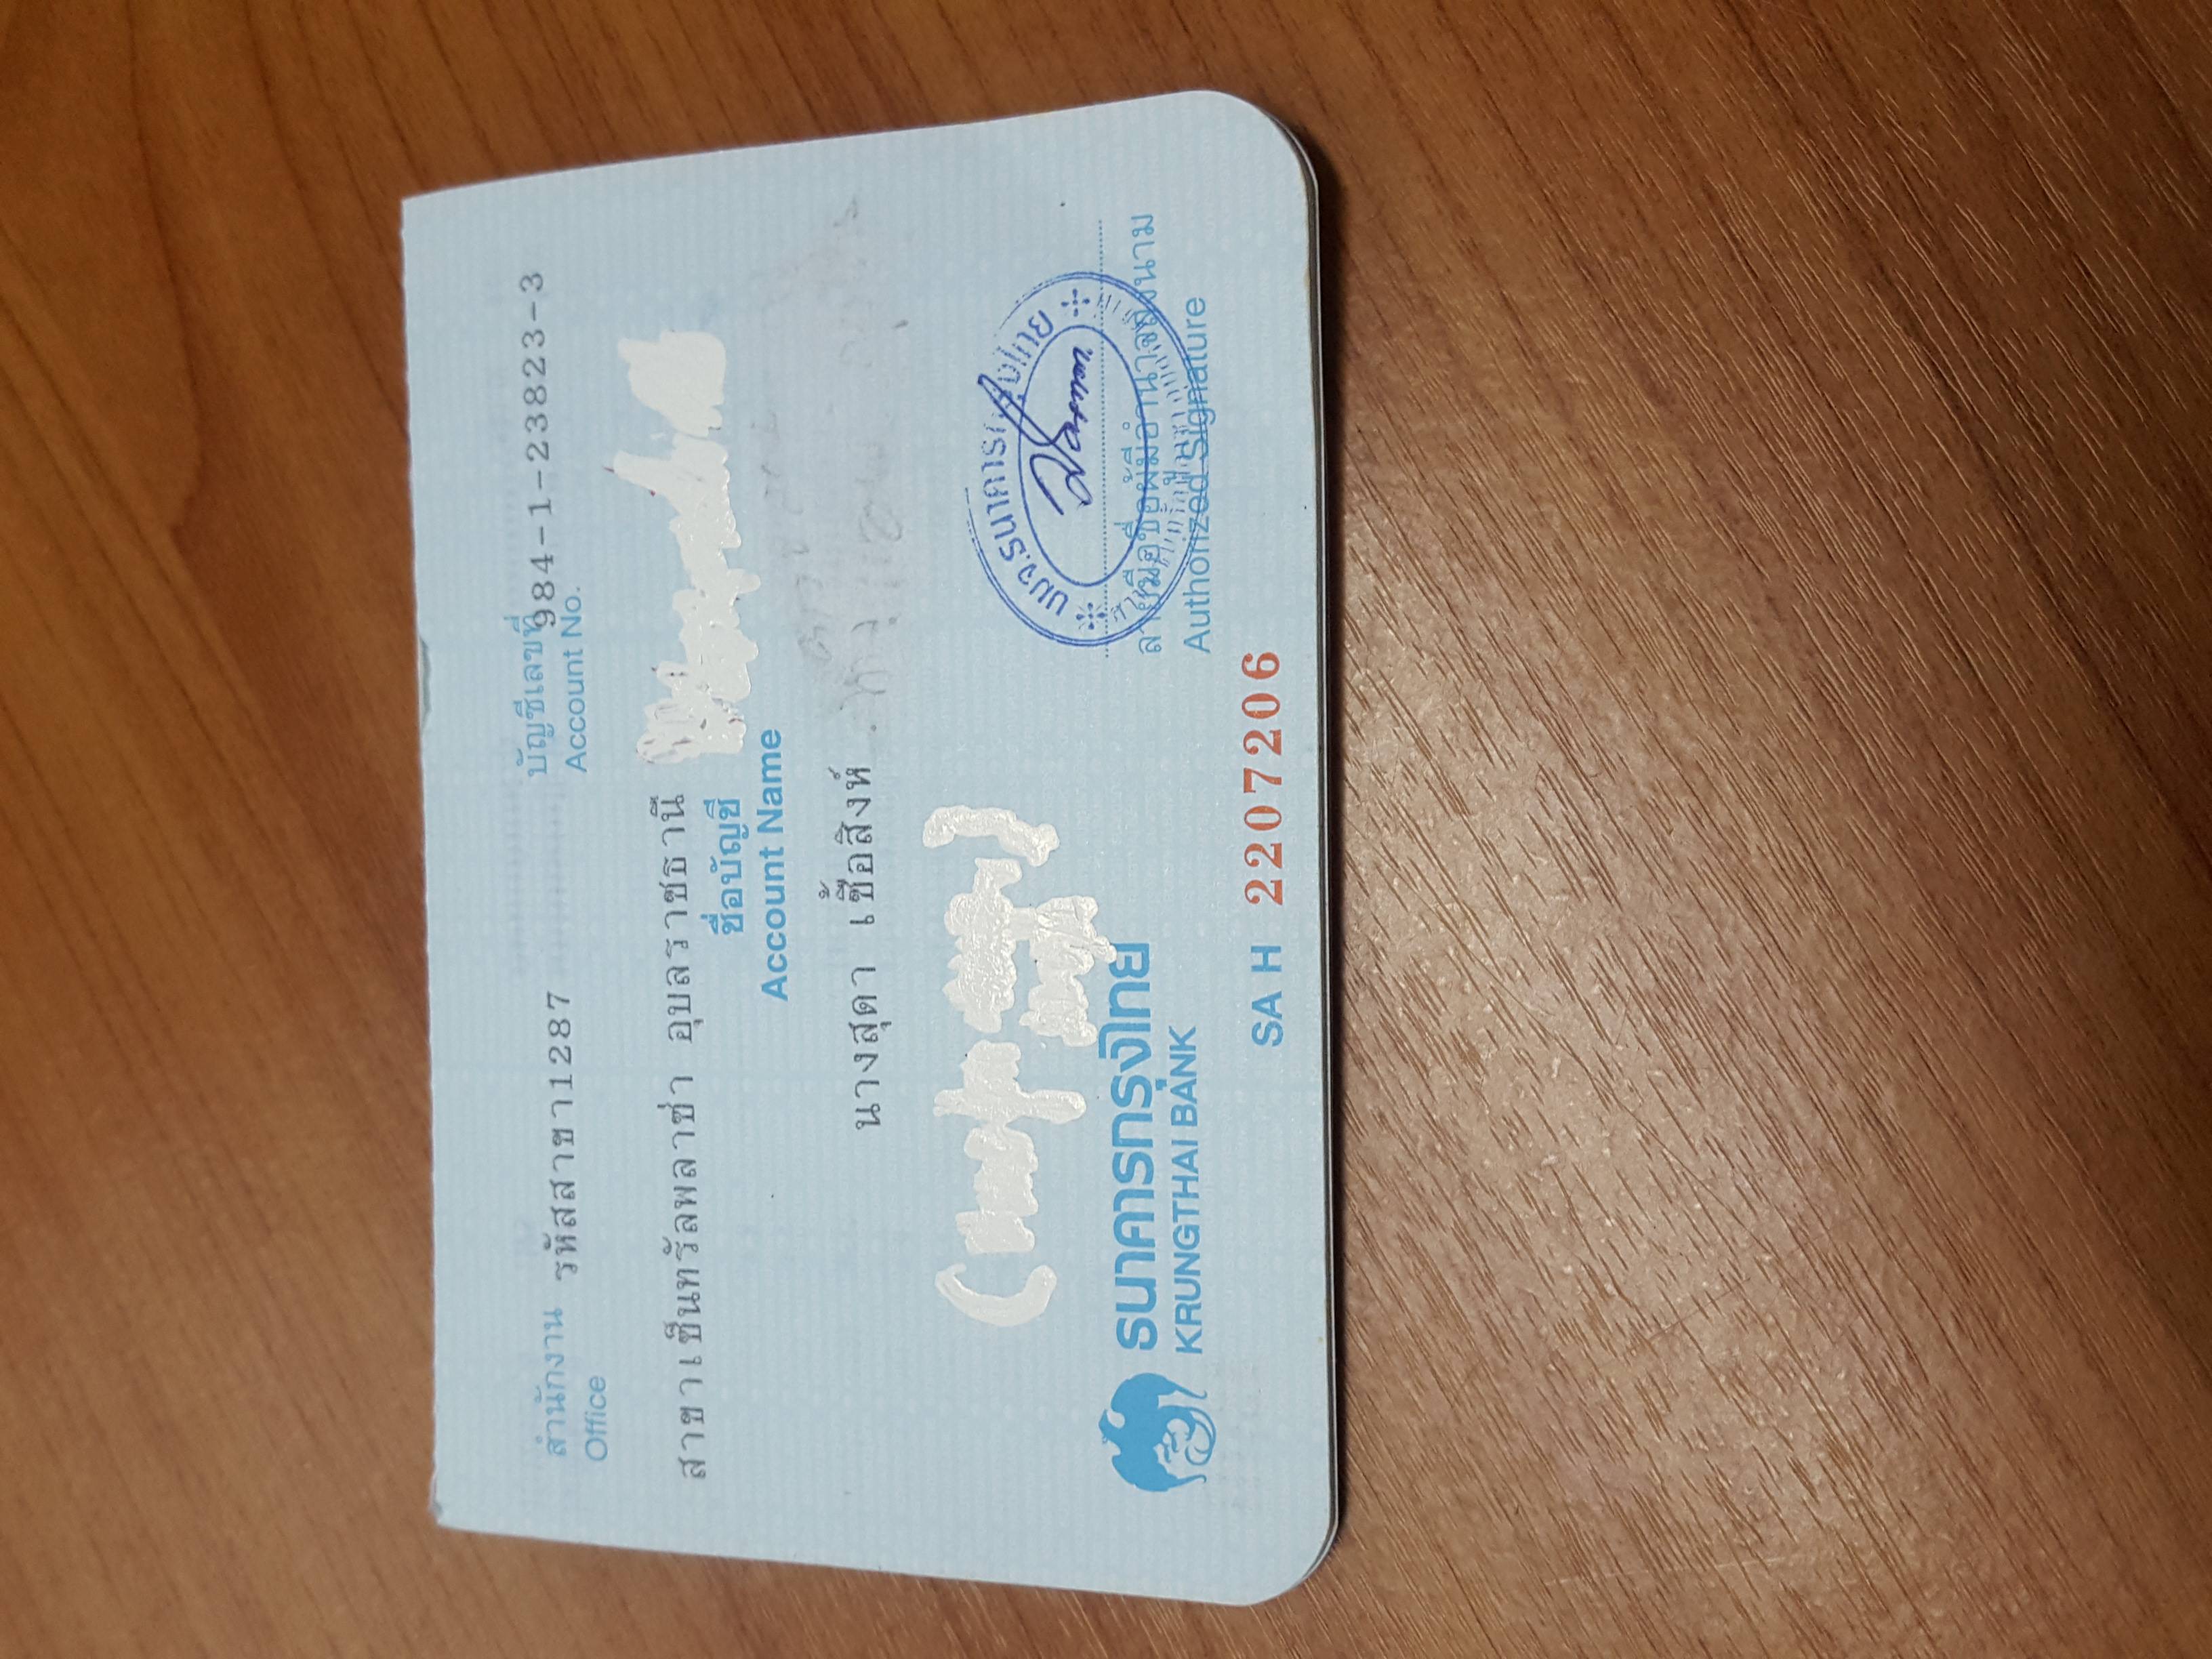 สำนักงาน รหัสสาขา1287
Office
บัญชีเลขที่ 984-1-23823-3
Account No.
สาขาเซ็นทรัลพลาซ่า อุบลราชธานี
ชื่อบัญชี
Account Name
นางสุดา เชื้อสิงห์
บมจ.ธนาคารกรุงไทย
ธนาคารกรุงไทย
KRUNGTHAI BANK
ลายมือชื่อผู้มีอำนาจลงนาม
Authorized Signature
SA H 2207206